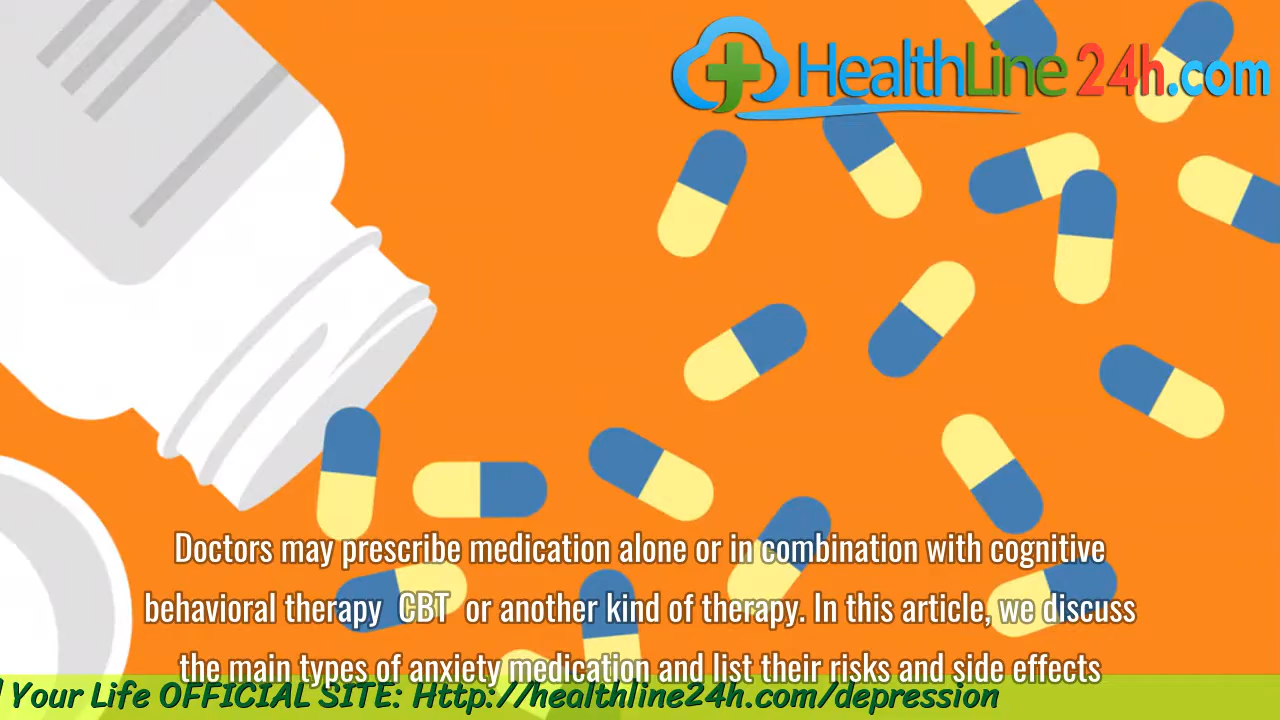 HealthLine 24h.com
Doctors may prescribe medication alone or in combination with cognitive
behavioral therapy CBT or another kind of therapy. In this article, we discuss
the main types of anxiety medication and list their risks and side effects
Your Life OFFICIAL SITE: Http://healthline24h.com/depression